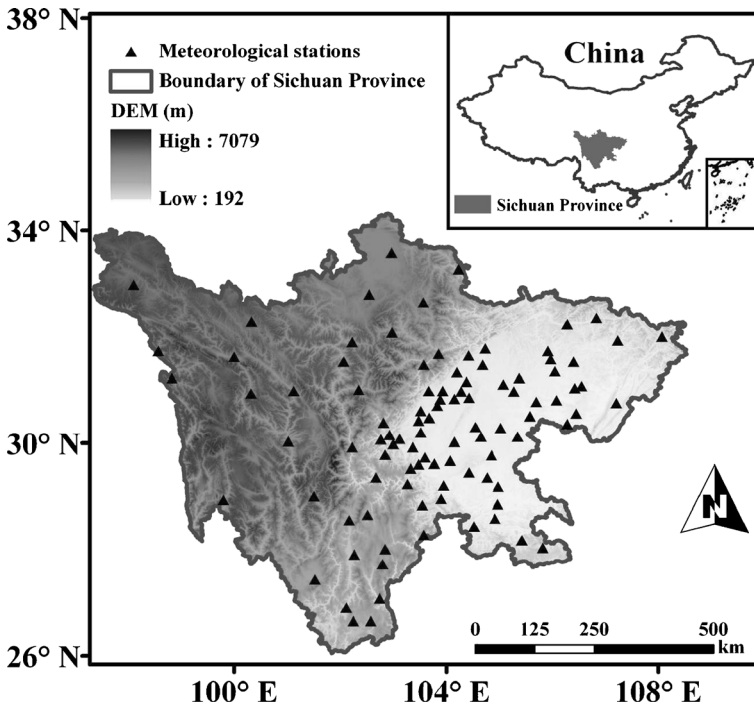 38° N
34° N
30° N
26° N
Meteorological stations
Boundary of Sichuan Province
DEM (m)
High : 7079
Low : 192
China
Sichuan Province
N
0 125 250 500
km
100° E 104° E 108° E